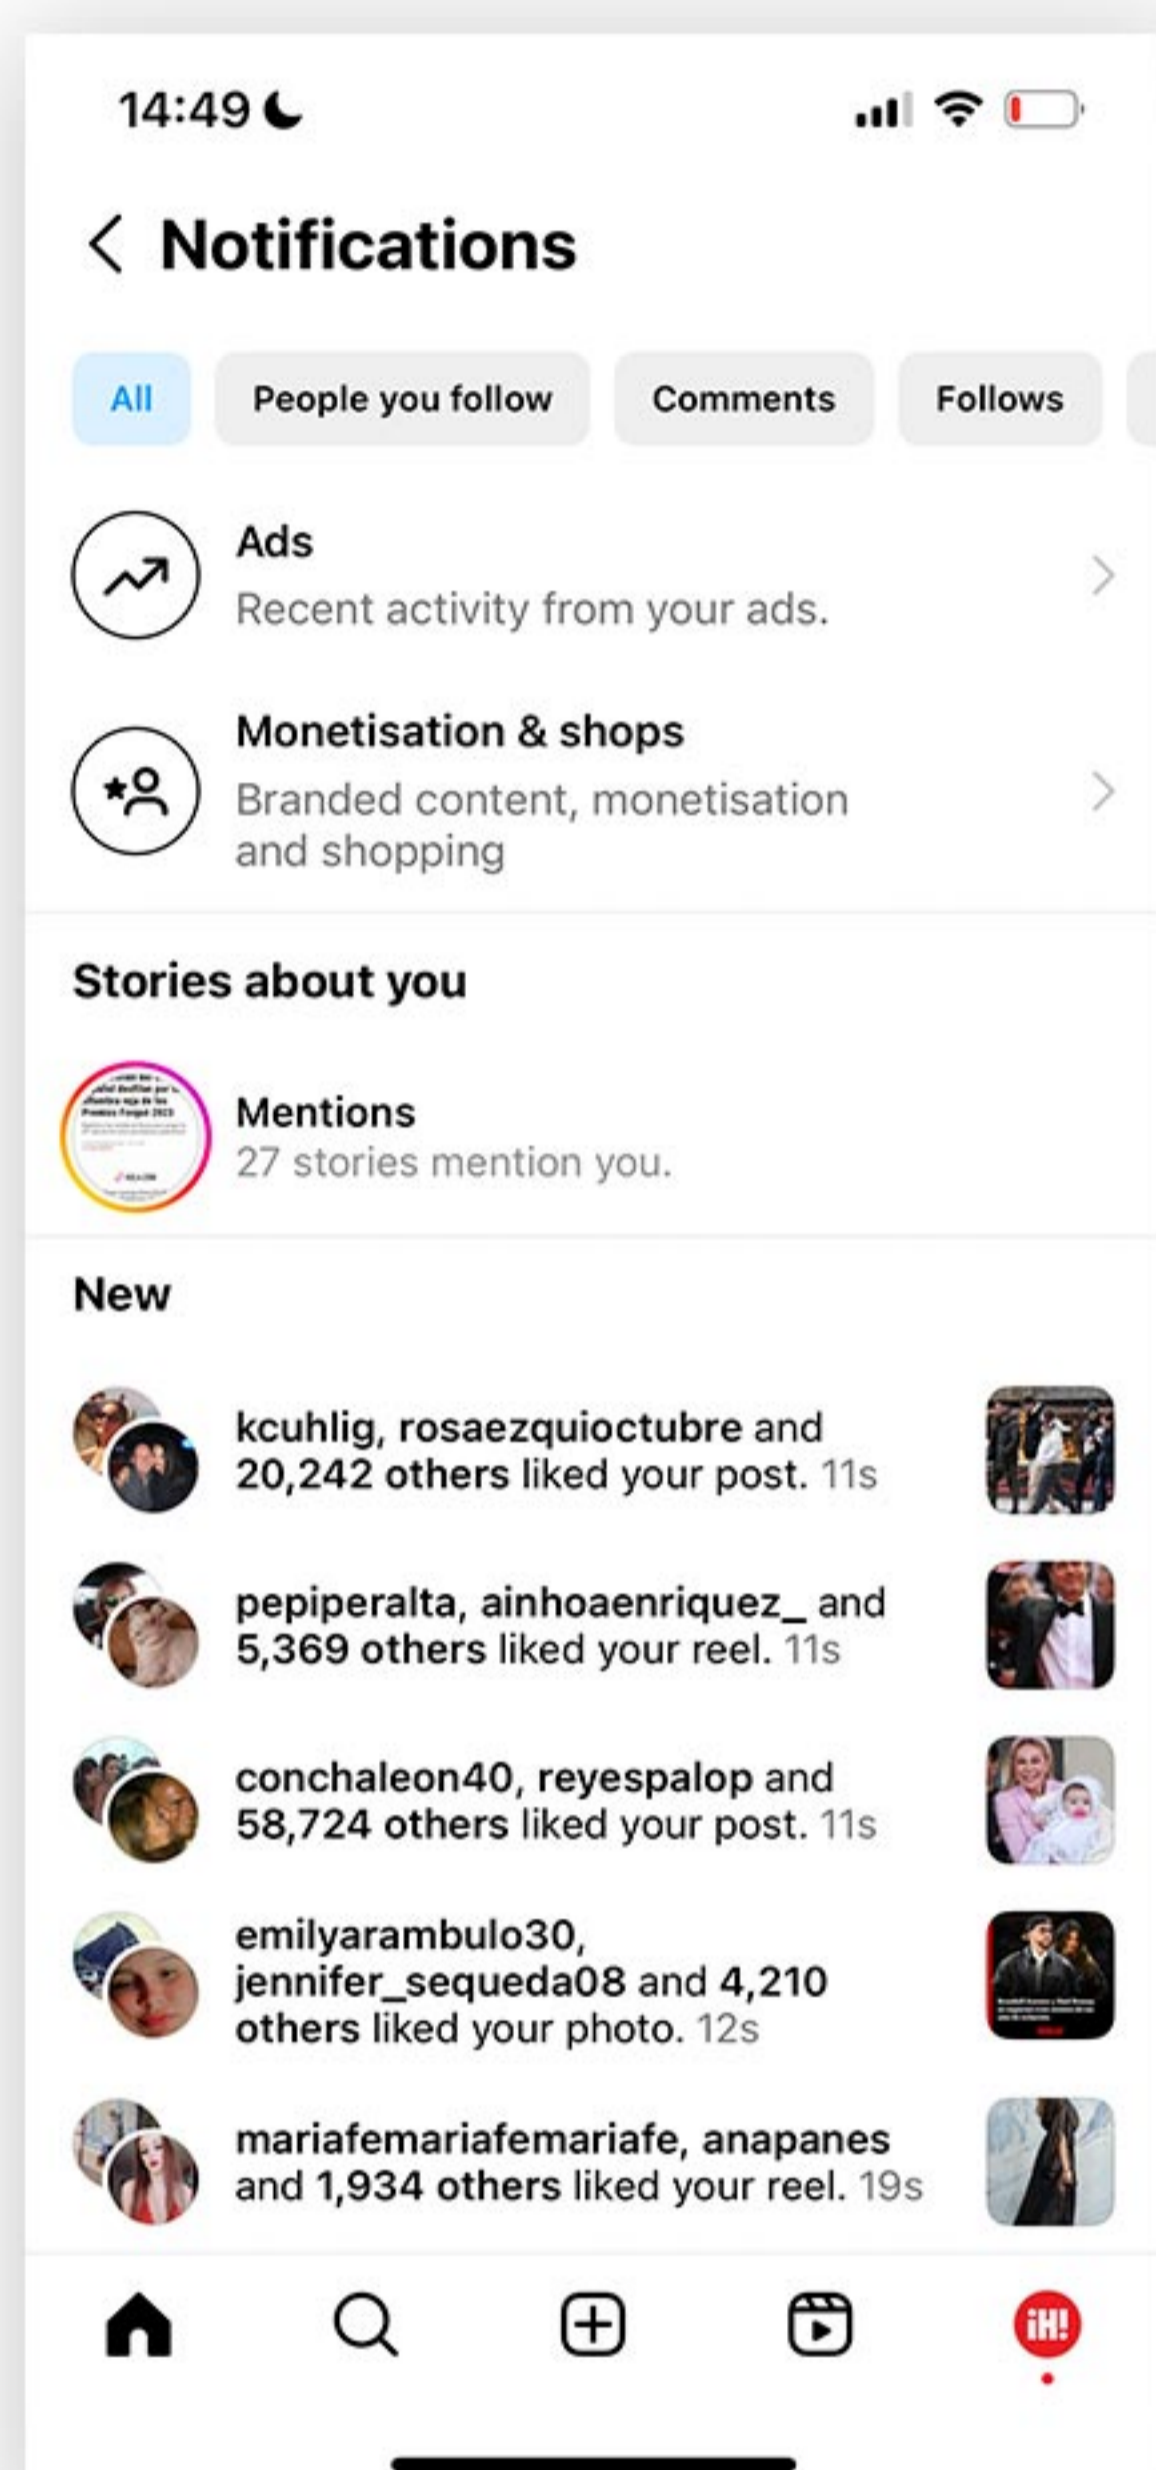 14:49
Notifications
All
People you follow
Comments
Follows
Ads
Recent activity from your ads.
Monetisation & shops
Branded content, monetisation
and shopping
Stories about you
Premios Forqué 2023
Mentions
27 stories mention you.
New
kcuhlig, rosaezquioctubre and
20,242 others liked your post. 11s
pepiperalta, ainhoaenriquez_ and
5,369 others liked your reel. 11s
conchaleon40, reyespalop and
58,724 others liked your post. 11s
emilyarambulo30,
jennifer_sequeda08 and 4,210
others liked your photo. 12s
mariafemariafemariafe, anapanes
and 1,934 others liked your reel. 19s
¡H!